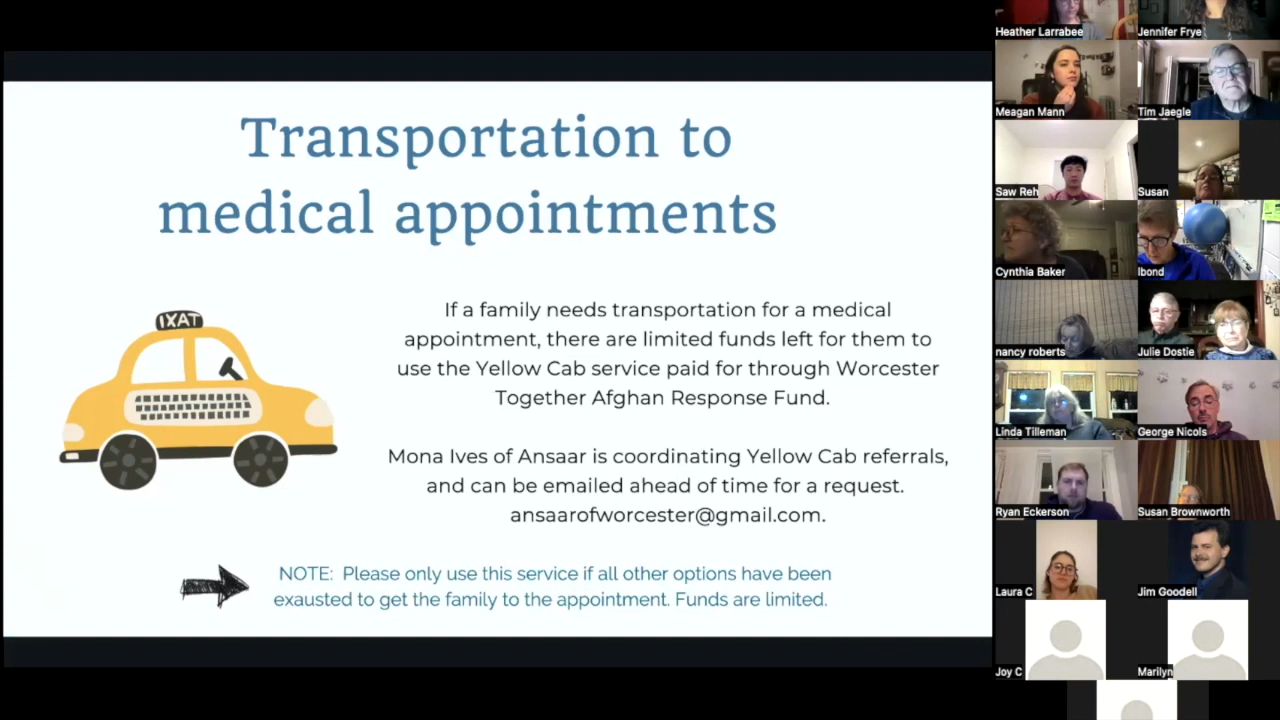 Transportation to
medical appointments
IXAT
If a family needs transportation for a medical
appointment, there are limited funds left for them to
use the Yellow Cab service paid for through Worcester
Together Afghan Response Fund.
Mona Ives of Ansaar is coordinating Yellow Cab referrals,
and can be emailed ahead of time for a request.
ansaarofworcester@gmail.com.
NOTE: Please only use this service if all other options have been
exausted to get the family to the appointment. Funds are limited.
Heather Larrabee
Jennifer Frye
Meagan Mann
Tim Jaegle
Saw Reh
Susan
Cynthia Baker
lbond
nancy roberts
Julie Dostie
Linda Tilleman
George Nicols
Ryan Eckerson
Susan Brownworth
Laura C
Jim Goodell
Joy C
Marilyn